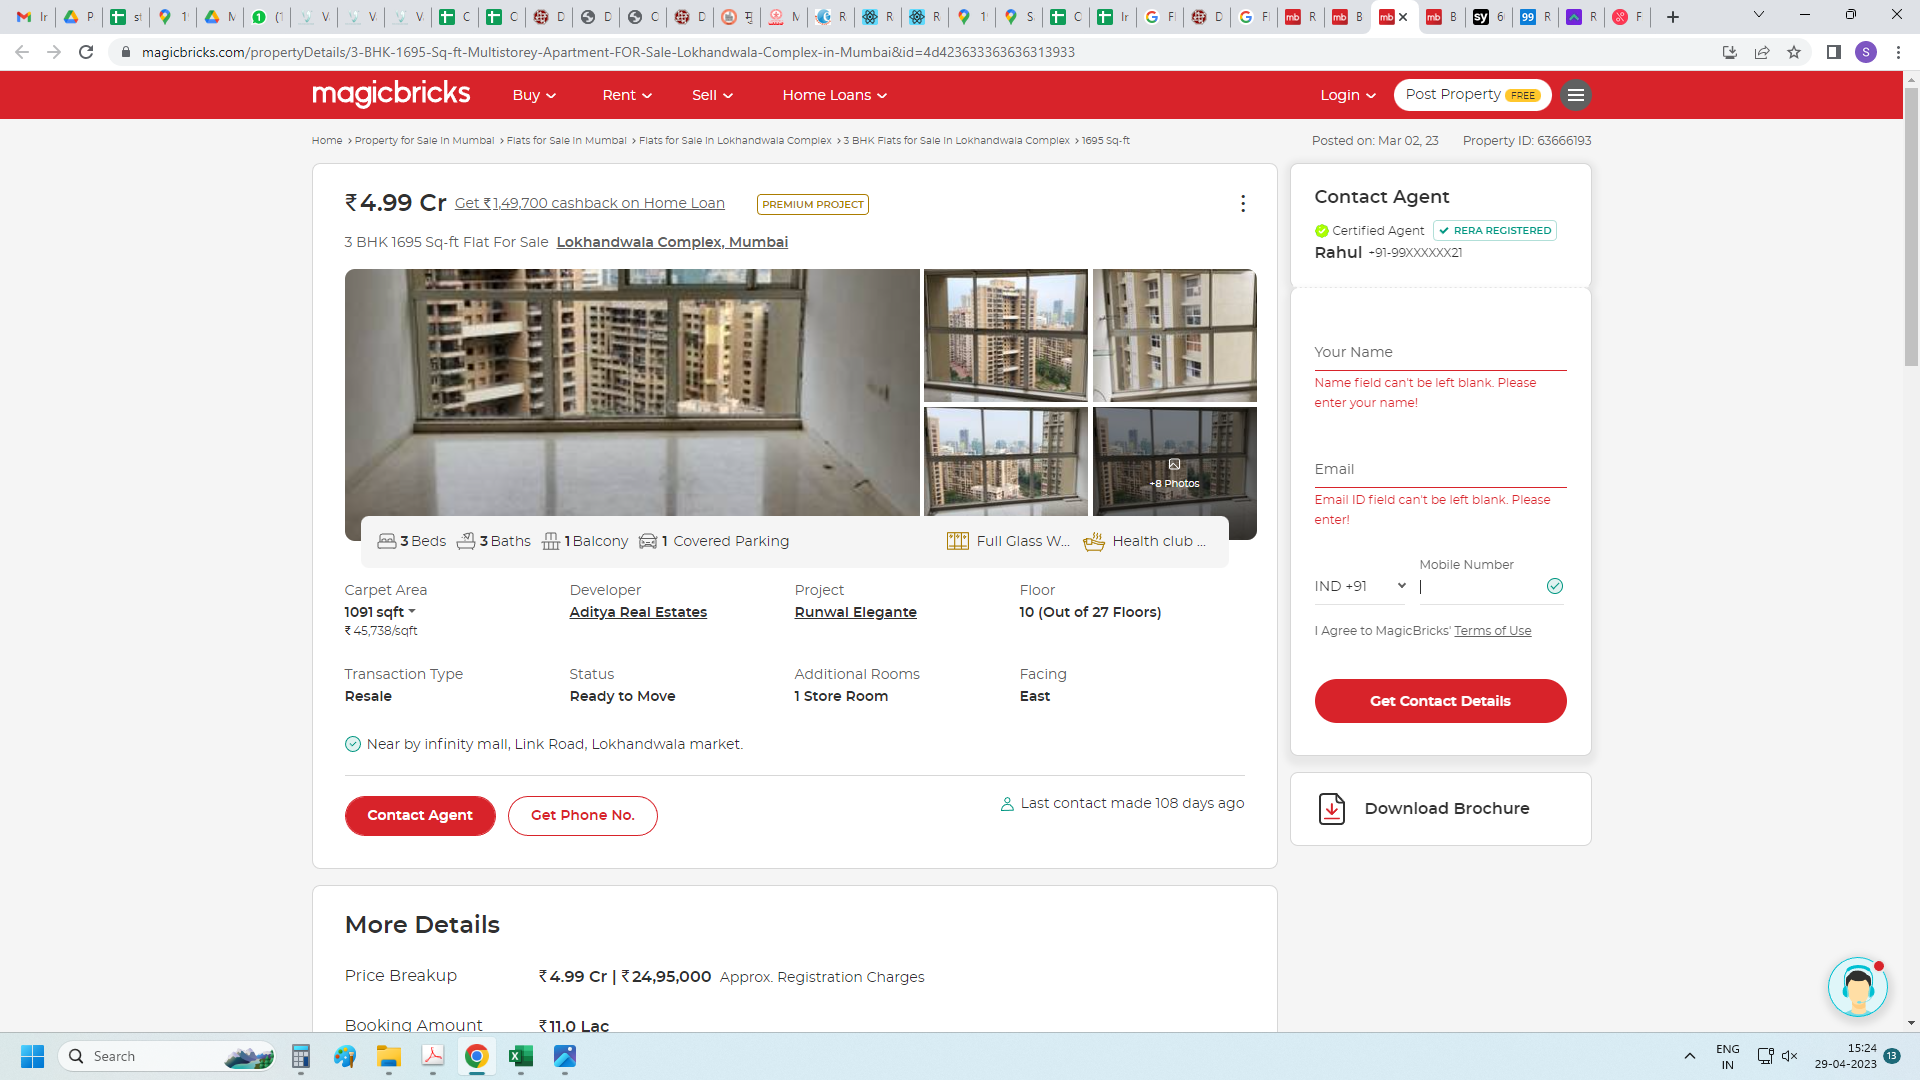 magicbricks.com/propertyDetails/3-BHK-1695-Sq-ft-Multistorey-Apartment-FOR-Sale-Lokhandwala-Complex-in-Mumbai&id=4d423633363636313933
S
magicbricks
Buy
Rent
Sell
Home Loans
Login
Post Property FREE
Home > Property for Sale in Mumbai > Flats for Sale in Mumbai > Flats for Sale in Lokhandwala Complex > 3 BHK Flats for Sale in Lokhandwala Complex > 1695 Sq-ft
Posted on: Mar 02, 23 Property ID: 63666193
₹4.99 Cr Get ₹1,49,700 cashback on Home Loan
PREMIUM PROJECT
3 BHK 1695 Sq-ft Flat For Sale Lokhandwala Complex, Mumbai
+8 Photos
3 Beds
3 Baths
1 Balcony
1 Covered Parking
Full Glass W...
Health club ...
Carpet Area
1091 sqft
₹45,738/sqft
Developer
Aditya Real Estates
Project
Runwal Elegante
Floor
10 (Out of 27 Floors)
Transaction Type
Resale
Status
Ready to Move
Additional Rooms
1 Store Room
Facing
East
Near by infinity mall, Link Road, Lokhandwala market.
Contact Agent
Get Phone No.
Last contact made 108 days ago
More Details
Price Breakup
₹4.99 Cr | ₹24,95,000 Approx. Registration Charges
Booking Amount
₹11.0 Lac
Contact Agent
Certified Agent
RERA REGISTERED
Rahul +91-99XXXXXX21
Your Name
Name field can't be left blank. Please
enter your name!
Email
Email ID field can't be left blank. Please
enter!
Mobile Number
IND +91
I Agree to MagicBricks' Terms of Use
Get Contact Details
Download Brochure
Search
ENG
IN
15:24
29-04-2023
13